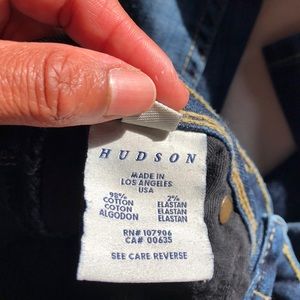 HUDSON
MADE IN
LOS ANGELES
USA
98% 2%
COTTON ELASTAN
COTON ELASTAN
ALGODON ELASTAN
RN# 107906
CA# 00635
SEE CARE REVERSE